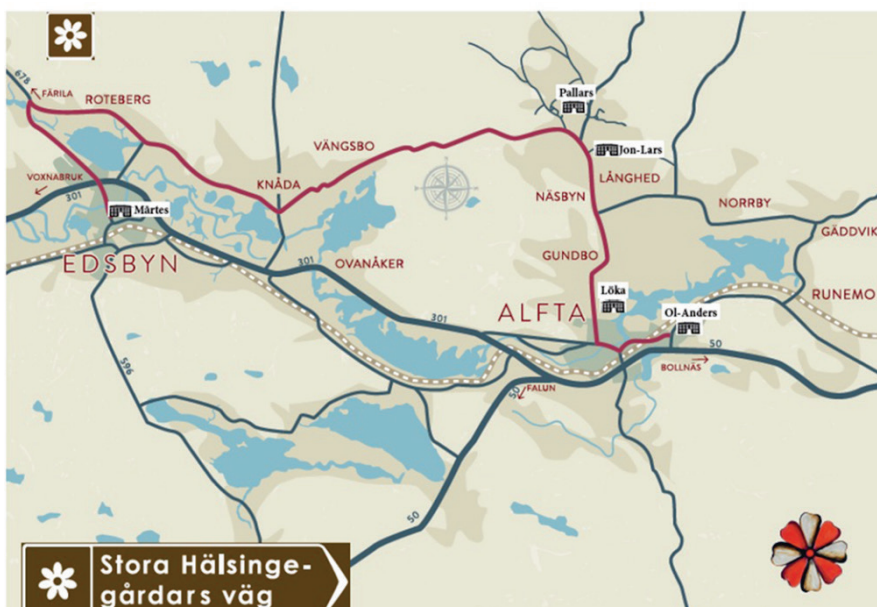 678
FÄRILA
ROTEBERG
Pallars
VÄNGSBO
Jon-Lars
VOXNABRUK
301
KNÅDA
NÄSBYN
LÅNGHED
NORRBY
Mårtes
GÄDDVIK
EDSBYN
301
OVANÅKER
GUNDBO
Löka
RUNEMO
ALFTA
Ol-Anders
301
50
BOLLNÄS
596
50
FALUN
50
Stora Hälsinge-
gårdars väg